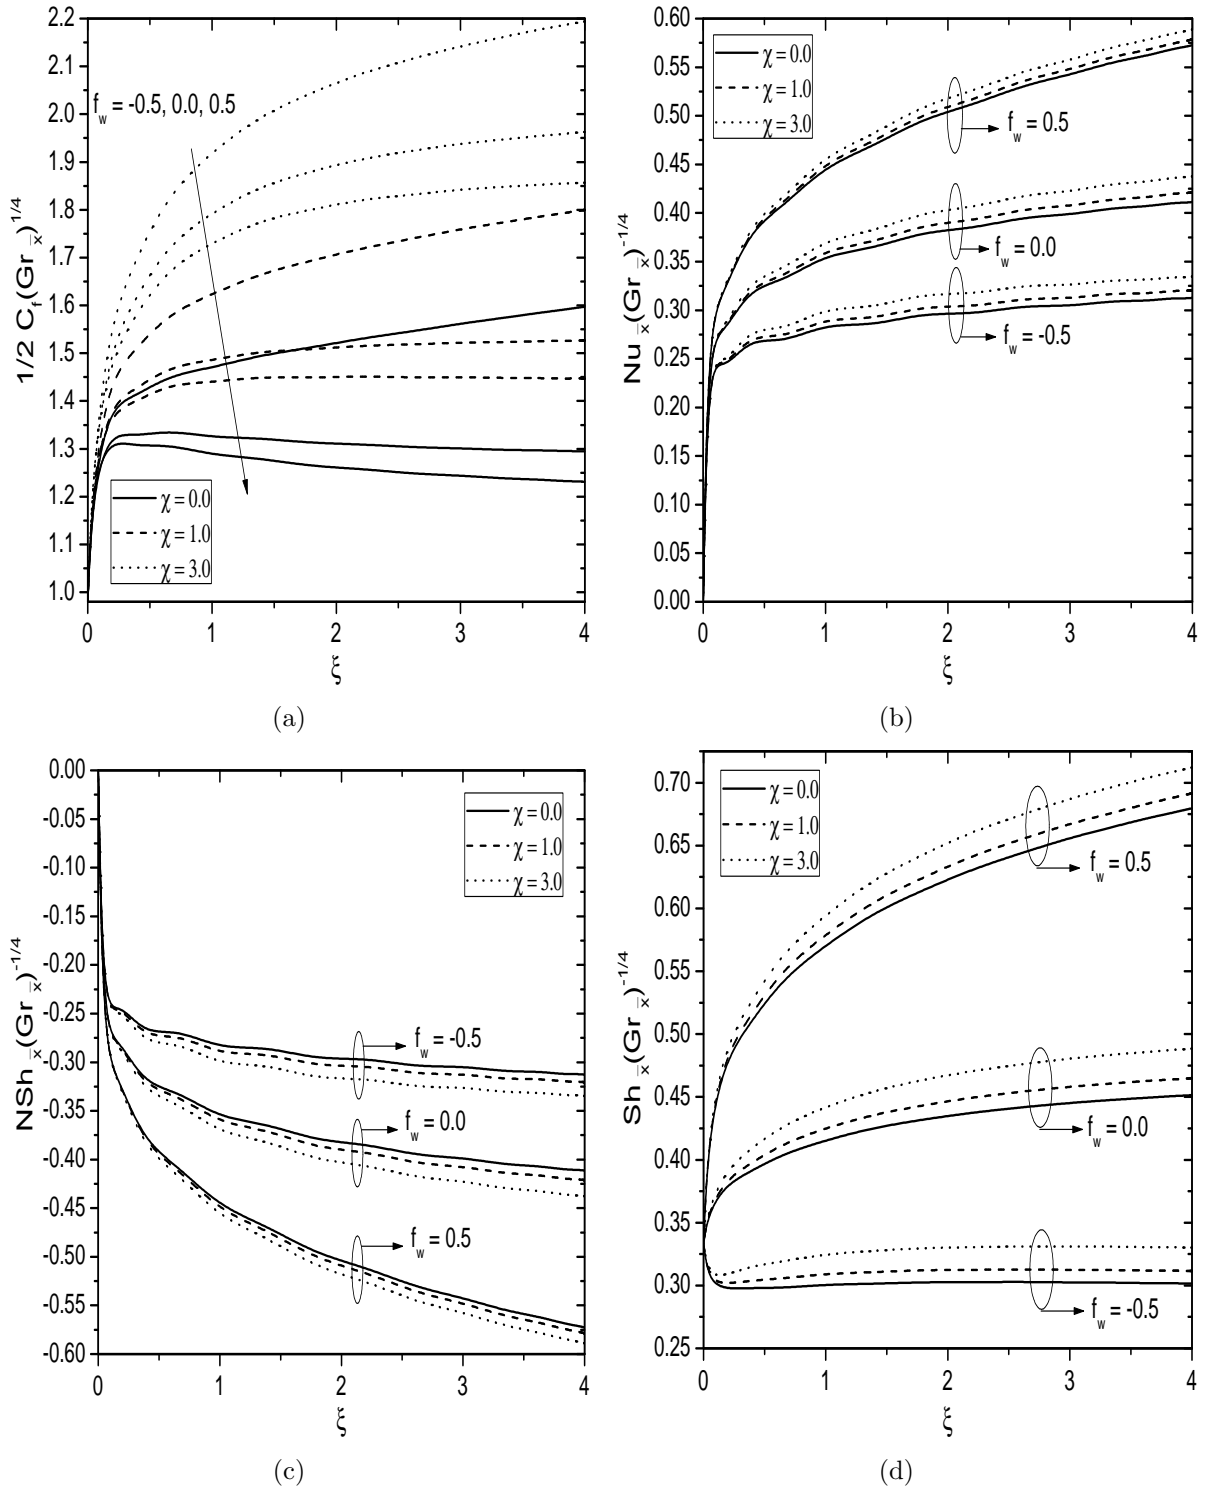 2.2
2.1
2.0
1.9
1.8
1.7
1.6
1.5
1.4
1.3
1.2
1.1
1.0
0 1 2 3 4
ξ
1/2 C_f(Gr_x̄)^1/4
f_w = -0.5, 0.0, 0.5
χ = 0.0
χ = 1.0
χ = 3.0
(a)
0.60
0.55
0.50
0.45
0.40
0.35
0.30
0.25
0.20
0.15
0.10
0.05
0.00
0 1 2 3 4
ξ
Nu_x̄(Gr_x̄)^-1/4
χ = 0.0
χ = 1.0
χ = 3.0
f_w = 0.5
f_w = 0.0
f_w = -0.5
(b)
0.00
-0.05
-0.10
-0.15
-0.20
-0.25
-0.30
-0.35
-0.40
-0.45
-0.50
-0.55
-0.60
0 1 2 3 4
ξ
NSh_x̄(Gr_x̄)^-1/4
χ = 0.0
χ = 1.0
χ = 3.0
f_w = -0.5
f_w = 0.0
f_w = 0.5
(c)
0.70
0.65
0.60
0.55
0.50
0.45
0.40
0.35
0.30
0.25
0 1 2 3 4
ξ
Sh_x̄(Gr_x̄)^-1/4
χ = 0.0
χ = 1.0
χ = 3.0
f_w = 0.5
f_w = 0.0
f_w = -0.5
(d)